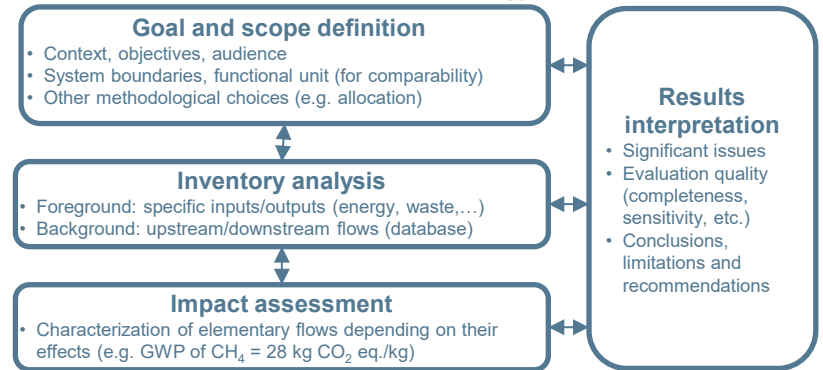 Goal and scope definition
• Context, objectives, audience
• System boundaries, functional unit (for comparability)
• Other methodological choices (e.g. allocation)
Inventory analysis
• Foreground: specific inputs/outputs (energy, waste,…)
• Background: upstream/downstream flows (database)
Impact assessment
• Characterization of elementary flows depending on their
effects (e.g. GWP of CH₄ = 28 kg CO₂ eq./kg)
Results
interpretation
• Significant issues
• Evaluation quality
(completeness,
sensitivity, etc.)
• Conclusions,
limitations and
recommendations